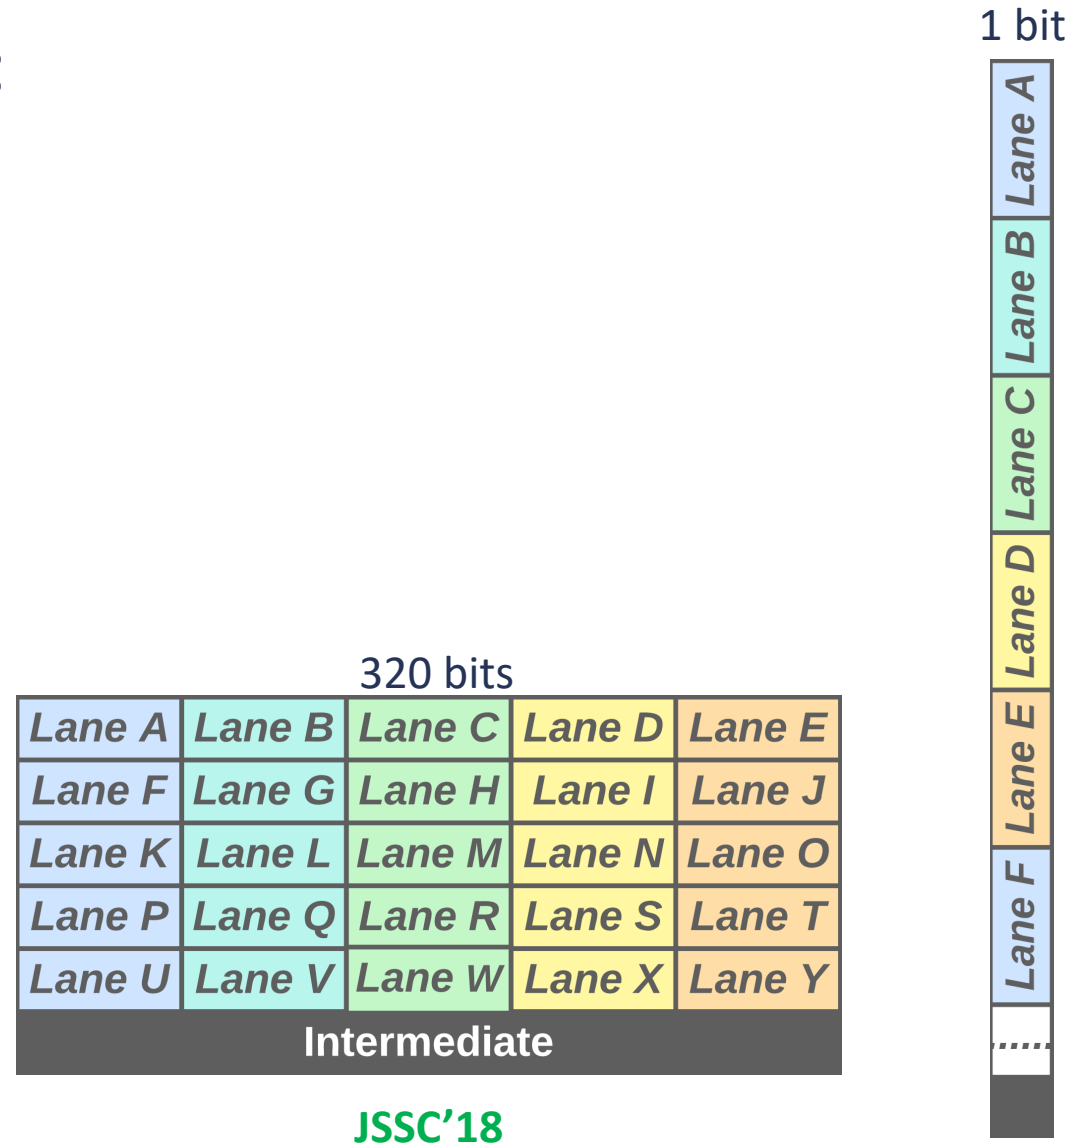 1 bit
Lane A
Lane B
Lane C
Lane D
Lane E
Lane F
320 bits
Lane A Lane B Lane C Lane D Lane E
Lane F Lane G Lane H Lane I Lane J
Lane K Lane L Lane M Lane N Lane O
Lane P Lane Q Lane R Lane S Lane T
Lane U Lane V Lane W Lane X Lane Y
Intermediate
JSSC’18